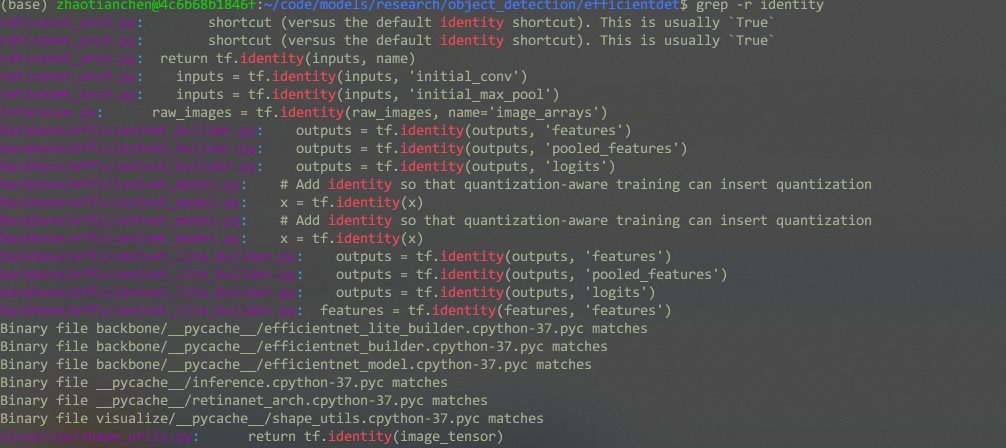 (base) zhaotianchen@4c6b68b1846f:~/code/models/research/object_detection/efficientdet$ grep -r identity
retinanet_arch.py:        shortcut (versus the default identity shortcut). This is usually `True`
retinanet_arch.py:        shortcut (versus the default identity shortcut). This is usually `True`
retinanet_arch.py:  return tf.identity(inputs, name)
retinanet_arch.py:    inputs = tf.identity(inputs, 'initial_conv')
retinanet_arch.py:    inputs = tf.identity(inputs, 'initial_max_pool')
inference.py:      raw_images = tf.identity(raw_images, name='image_arrays')
backbone/efficientnet_builder.py:    outputs = tf.identity(outputs, 'features')
backbone/efficientnet_builder.py:    outputs = tf.identity(outputs, 'pooled_features')
backbone/efficientnet_builder.py:    outputs = tf.identity(outputs, 'logits')
backbone/efficientnet_model.py:    # Add identity so that quantization-aware training can insert quantization
backbone/efficientnet_model.py:    x = tf.identity(x)
backbone/efficientnet_model.py:    # Add identity so that quantization-aware training can insert quantization
backbone/efficientnet_model.py:    x = tf.identity(x)
backbone/efficientnet_lite_builder.py:    outputs = tf.identity(outputs, 'features')
backbone/efficientnet_lite_builder.py:    outputs = tf.identity(outputs, 'pooled_features')
backbone/efficientnet_lite_builder.py:    outputs = tf.identity(outputs, 'logits')
backbone/efficientnet_lite_builder.py:  features = tf.identity(features, 'features')
Binary file backbone/__pycache__/efficientnet_lite_builder.cpython-37.pyc matches
Binary file backbone/__pycache__/efficientnet_builder.cpython-37.pyc matches
Binary file backbone/__pycache__/efficientnet_model.cpython-37.pyc matches
Binary file __pycache__/inference.cpython-37.pyc matches
Binary file __pycache__/retinanet_arch.cpython-37.pyc matches
Binary file visualize/__pycache__/shape_utils.cpython-37.pyc matches
visualize/shape_utils.py:      return tf.identity(image_tensor)